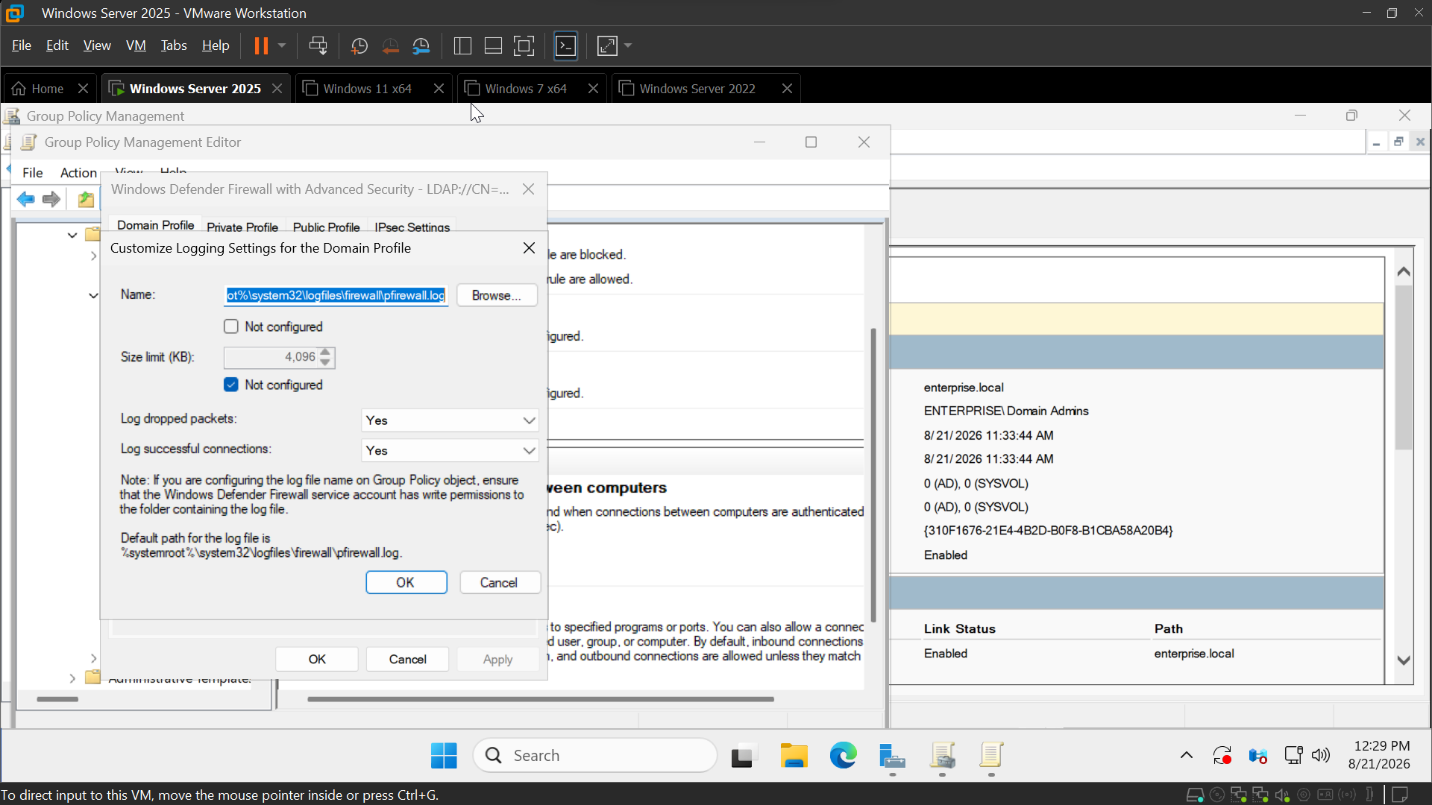 Windows Server 2025 - VMware Workstation
File Edit View VM Tabs Help
Home Windows Server 2025 Windows 11 x64 Windows 7 x64 Windows Server 2022
Group Policy Management
Group Policy Management Editor
File Action View Help
Windows Defender Firewall with Advanced Security - LDAP://CN=...
Domain Profile Private Profile Public Profile IPsec Settings
Customize Logging Settings for the Domain Profile
le are blocked.
Name: ot%\system32\logfiles\firewall\pfirewall.log Browse...
rule are allowed.
Not configured
igured.
Size limit (KB): 4,096
Not configured
igured.
Log dropped packets: Yes
Log successful connections: Yes
Note: If you are configuring the log file name on Group Policy object, ensure
that the Windows Defender Firewall service account has write permissions to
the folder containing the log file.
Default path for the log file is
%systemroot%\system32\logfiles\firewall\pfirewall.log.
OK Cancel
OK Cancel Apply
Administrative Template.
ween computers
nd when connections between computers are authenticated
ec).
to specified programs or ports. You can also allow a connec
d user, group, or computer. By default, inbound connections
, and outbound connections are allowed unless they match
enterprise.local
ENTERPRISE\Domain Admins
8/21/2026 11:33:44 AM
8/21/2026 11:33:44 AM
0 (AD), 0 (SYSVOL)
0 (AD), 0 (SYSVOL)
{310F1676-21E4-4B2D-B0F8-B1CBA58A20B4}
Enabled
Link Status Path
Enabled enterprise.local
Search
12:29 PM
8/21/2026
To direct input to this VM, move the mouse pointer inside or press Ctrl+G.